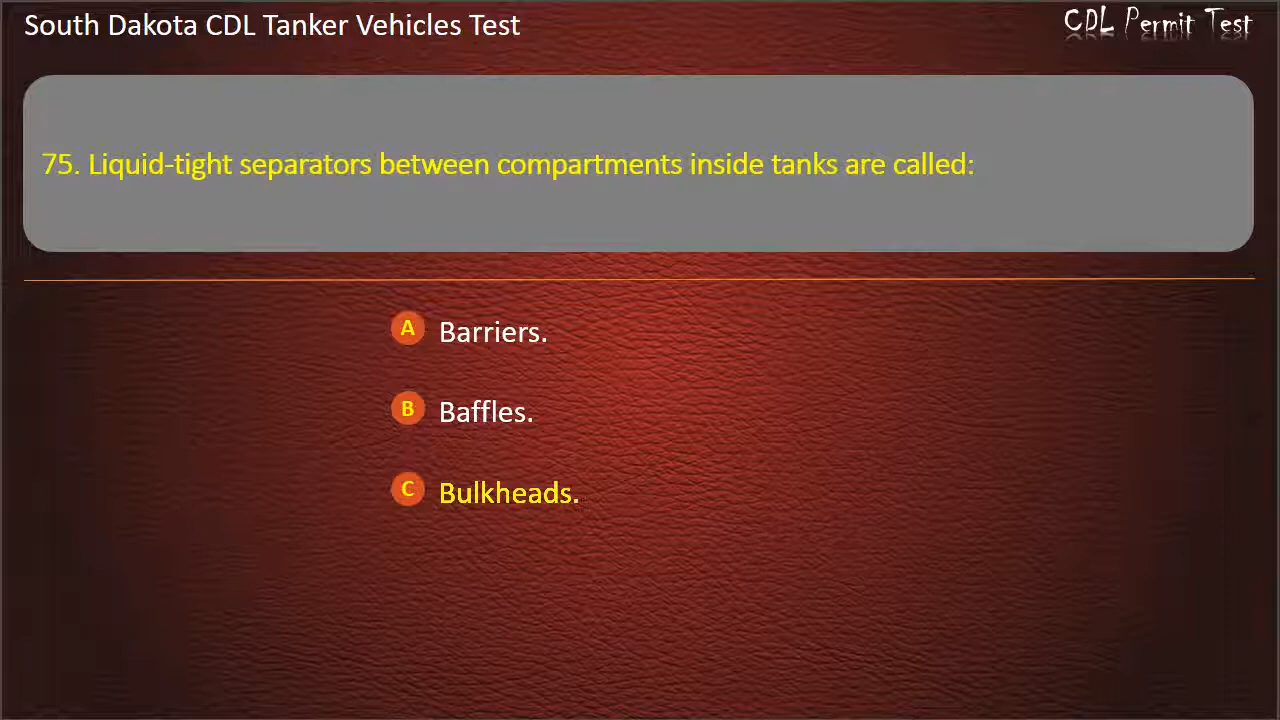 South Dakota CDL Tanker Vehicles Test
CDL Permit Test
75. Liquid-tight separators between compartments inside tanks are called:
A Barriers.
B Baffles.
C Bulkheads.